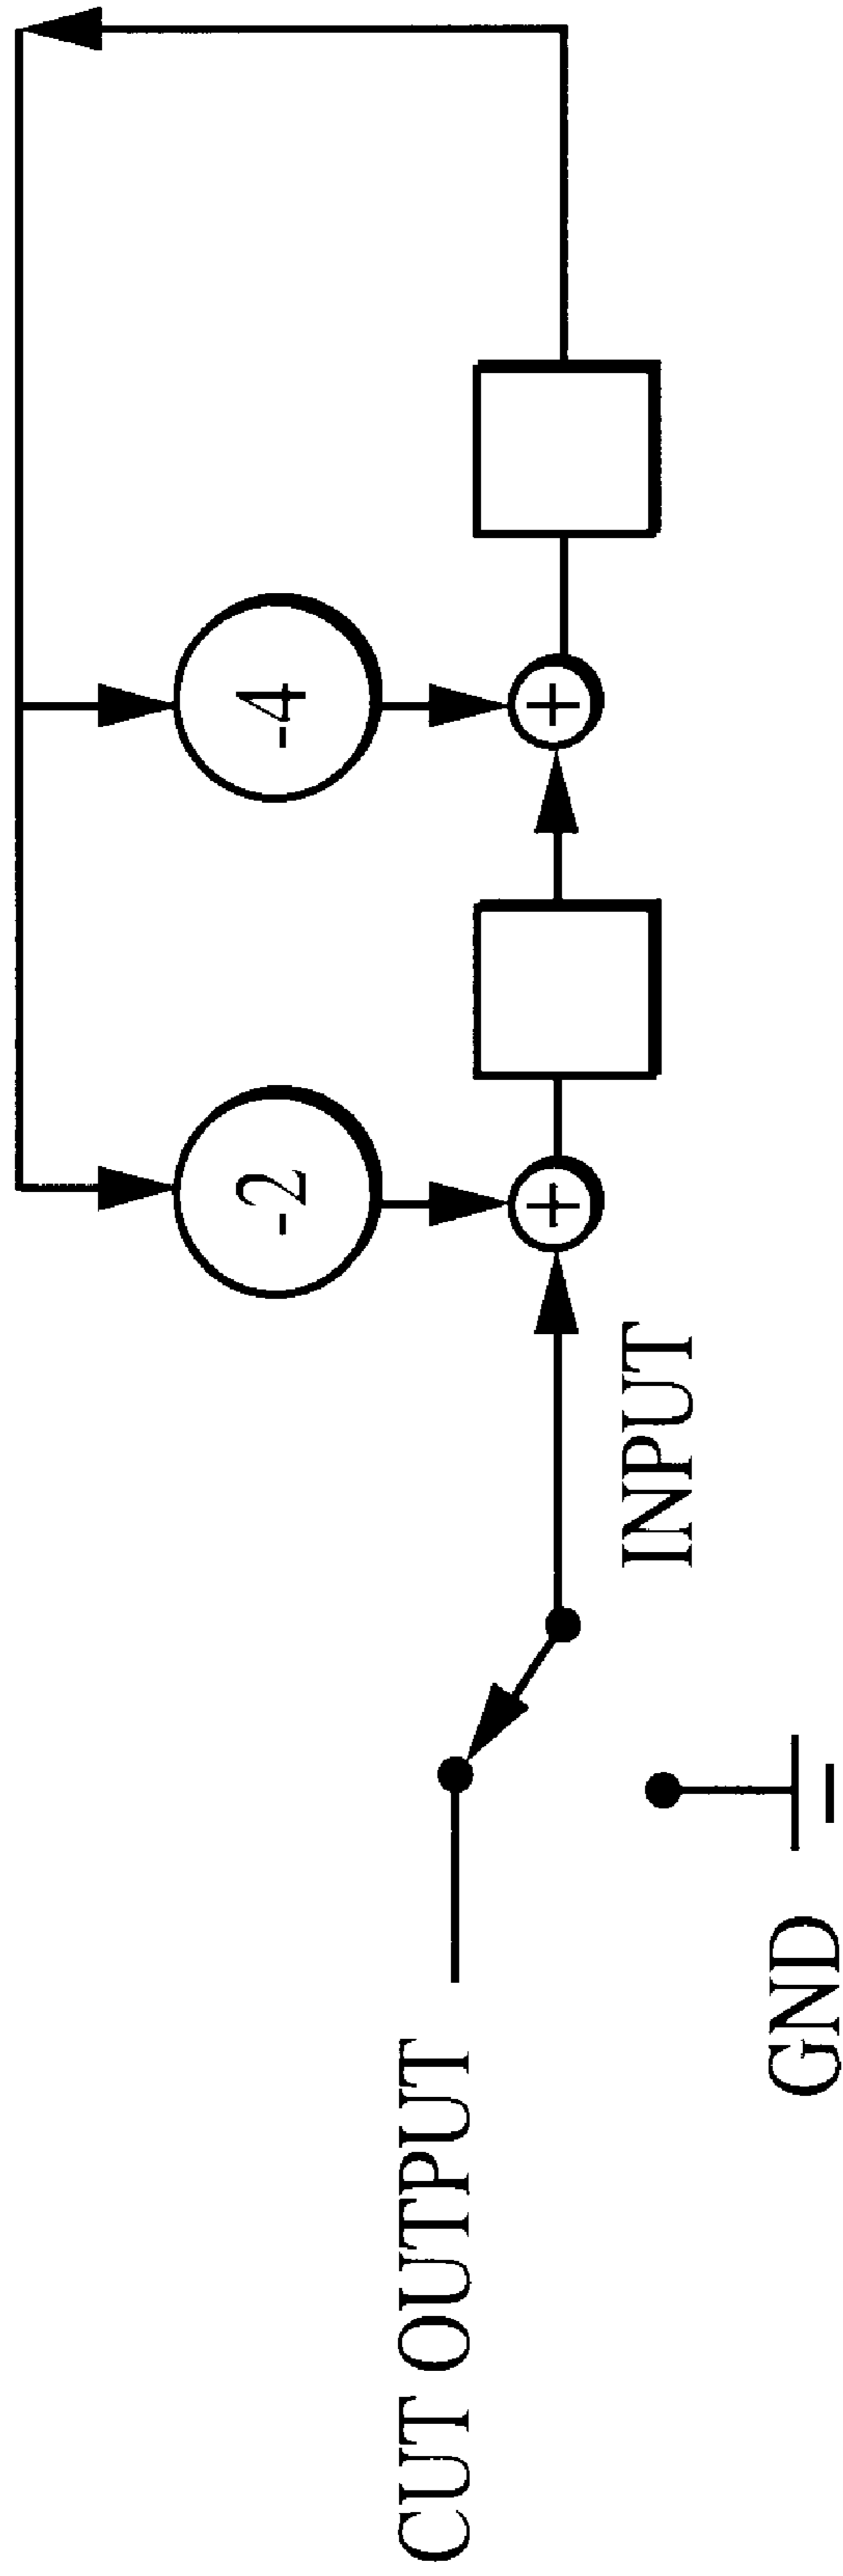 -2
-4
+
+
INPUT
CUT OUTPUT
GND